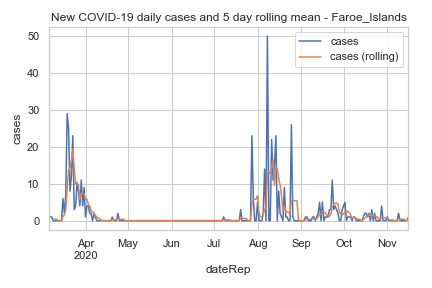 New COVID-19 daily cases and 5 day rolling mean - Faroe_Islands
cases
cases (rolling)
50
40
30
20
10
0
cases
Apr May Jun Jul Aug Sep Oct Nov
2020
dateRep